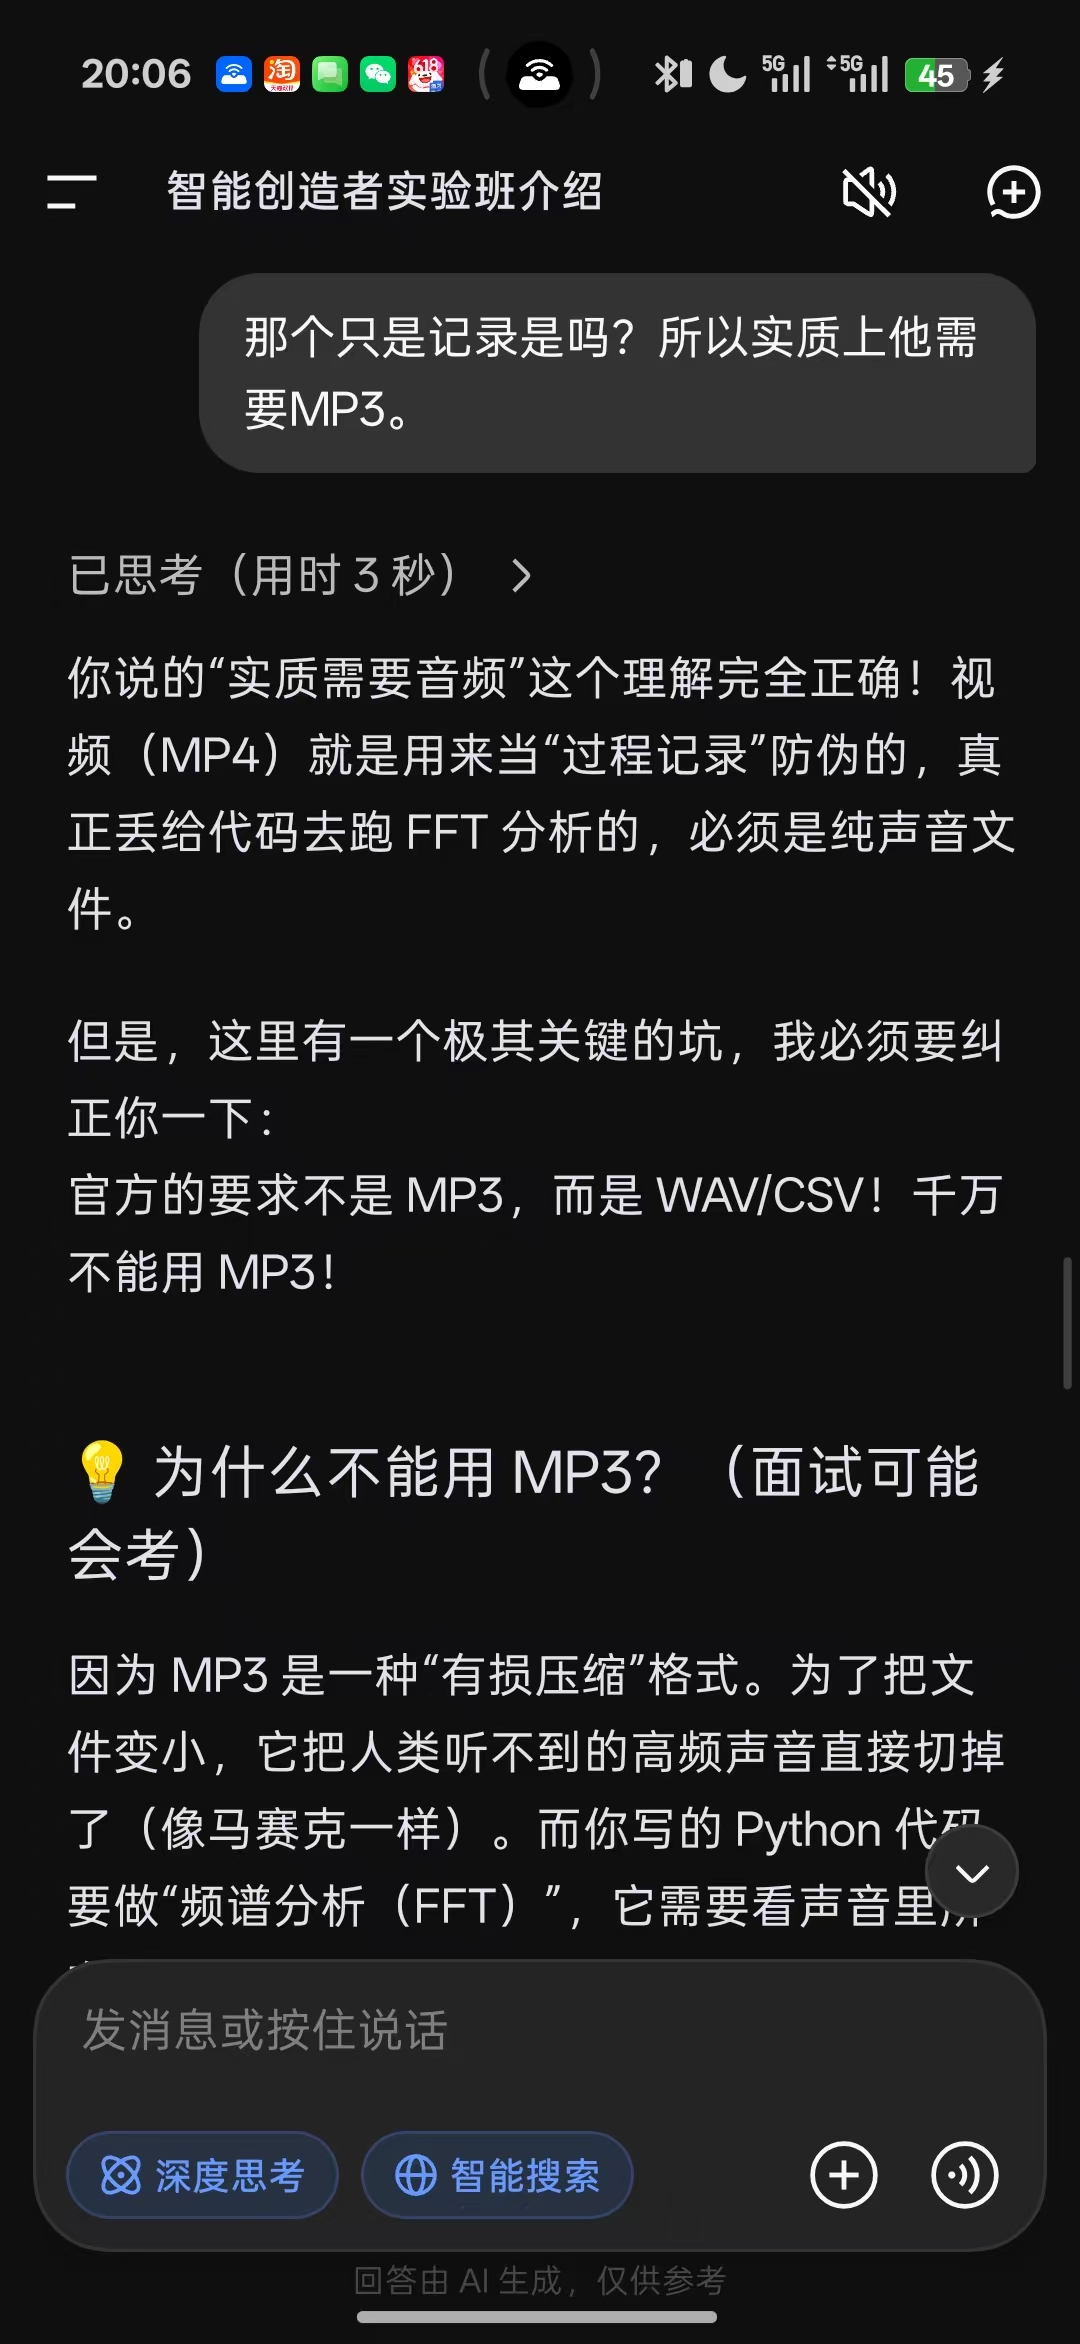 20:06
淘
618
5G
5G
45
智能创造者实验班介绍
那个只是记录是吗？所以实质上他需
要MP3。
已思考（用时 3 秒）
你说的“实质需要音频”这个理解完全正确！视
频（MP4）就是用来当“过程记录”防伪的，真
正丢给代码去跑 FFT 分析的，必须是纯声音文
件。
但是，这里有一个极其关键的坑，我必须要纠
正你一下：
官方的要求不是 MP3，而是 WAV/CSV！千万
不能用 MP3！
💡 为什么不能用 MP3？（面试可能
会考）
因为 MP3 是一种“有损压缩”格式。为了把文
件变小，它把人类听不到的高频声音直接切掉
了（像马赛克一样）。而你写的 Python 代码
要做“频谱分析（FFT）”，它需要看声音里所
发消息或按住说话
深度思考
智能搜索
回答由 AI 生成，仅供参考